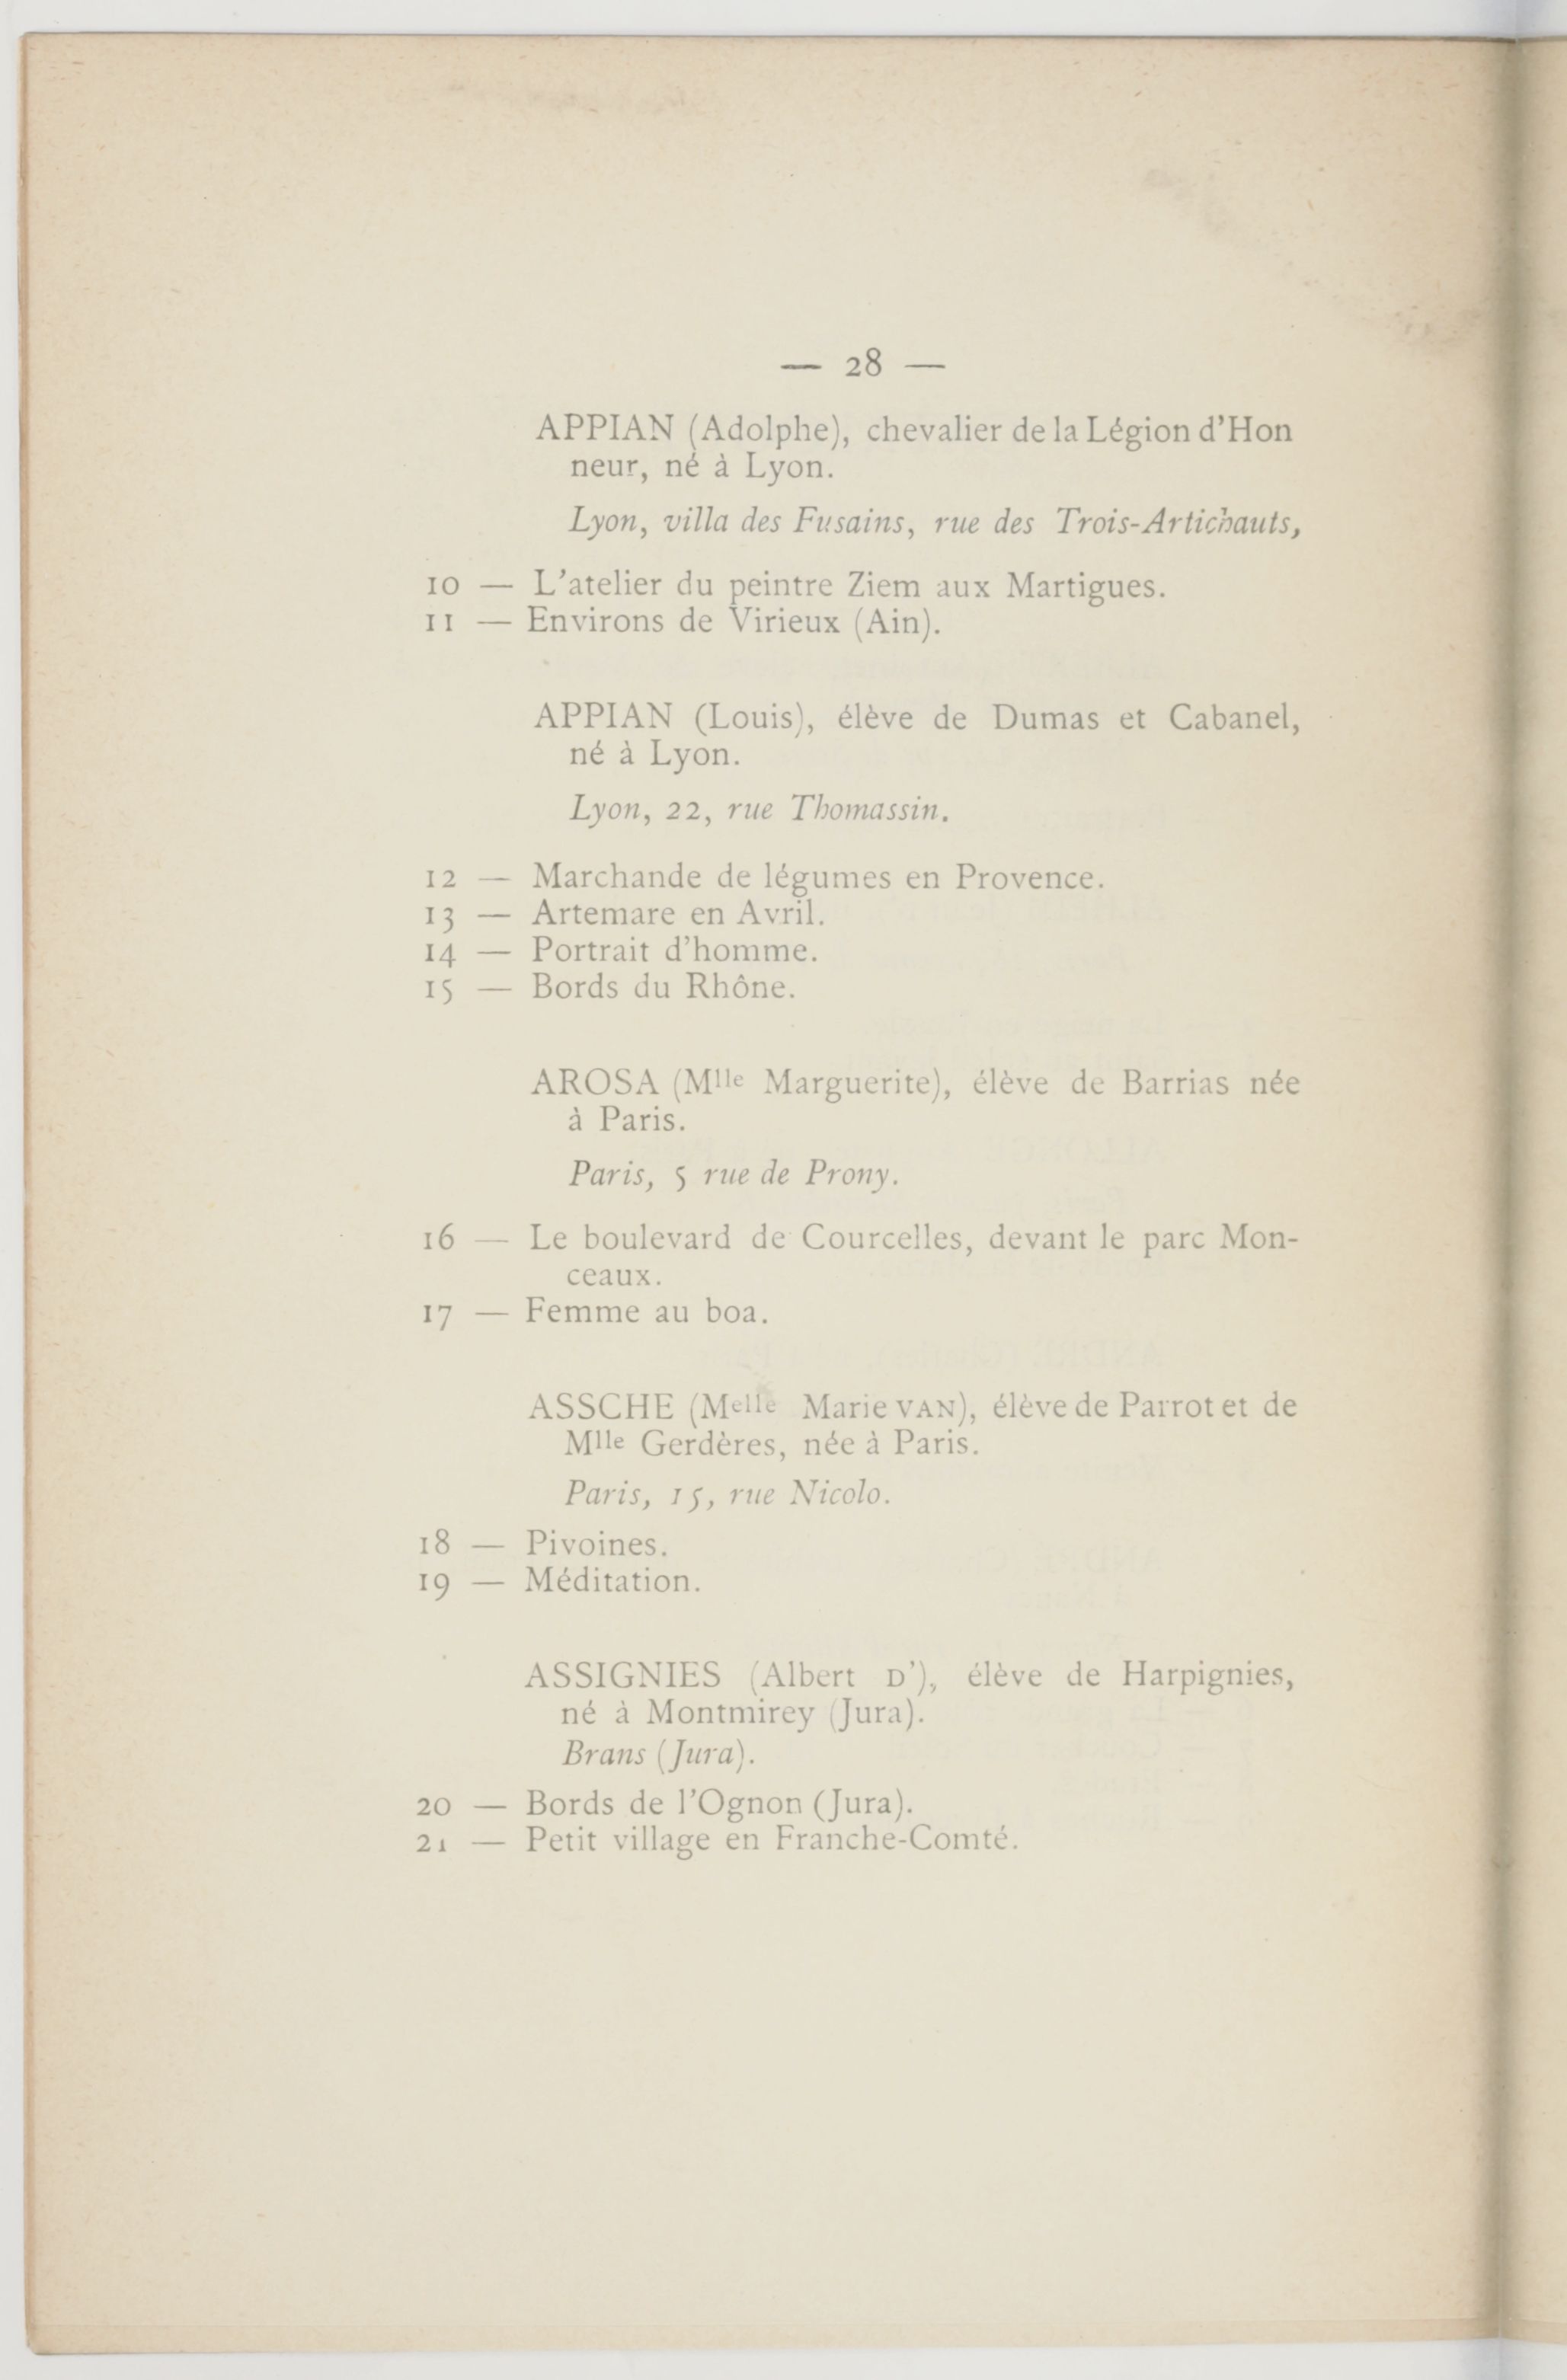 — 28 —
APPIAN (Adolphe), chevalier de la Légion d'Hon
neur, né à Lyon.
Lyon, villa des Fusains, rue des Trois-Artichauts,
10 — L'atelier du peintre Ziem aux Martigues.
11 — Environs de Virieux (Ain).
APPIAN (Louis), élève de Dumas et Cabanel,
né à Lyon.
Lyon, 22, rue Thomassin.
12 — Marchande de légumes en Provence.
13 — Artemare en Avril.
14 — Portrait d'homme.
15 — Bords du Rhône.
AROSA (Mlle Marguerite), élève de Barrias née
à Paris.
Paris, 5 rue de Prony.
16 — Le boulevard de Courcelles, devant le parc Mon-
ceaux.
17 — Femme au boa.
ASSCHE (Melle Marie VAN), élève de Parrot et de
Mlle Gerdères, née à Paris.
Paris, 15, rue Nicolo.
18 — Pivoines.
19 — Méditation.
ASSIGNIES (Albert D'), élève de Harpignies,
né à Montmirey (Jura).
Brans (Jura).
20 — Bords de l'Ognon (Jura).
21 — Petit village en Franche-Comté.